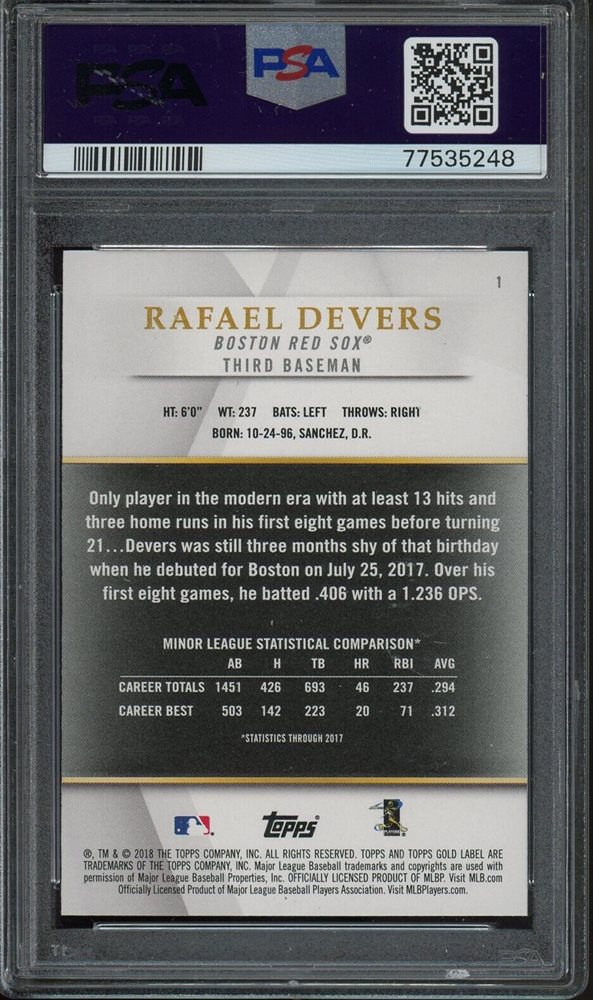 PSA PSA PSA
PSA
PSA PSA PSA
PSA
77535248
1
RAFAEL DEVERS
BOSTON RED SOX®
THIRD BASEMAN
HT: 6'0" WT: 237 BATS: LEFT THROWS: RIGHT
BORN: 10-24-96, SANCHEZ, D.R.
Only player in the modern era with at least 13 hits and
three home runs in his first eight games before turning
21...Devers was still three months shy of that birthday
when he debuted for Boston on July 25, 2017. Over his
first eight games, he batted .406 with a 1.236 OPS.
MINOR LEAGUE STATISTICAL COMPARISON*
AB H TB HR RBI AVG
CAREER TOTALS 1451 426 693 46 237 .294
CAREER BEST 503 142 223 20 71 .312
*STATISTICS THROUGH 2017
topps
PLAYERS
®, TM & © 2018 THE TOPPS COMPANY, INC. ALL RIGHTS RESERVED. TOPPS AND TOPPS GOLD LABEL ARE
TRADEMARKS OF THE TOPPS COMPANY, INC. Major League Baseball trademarks and copyrights are used with
permission of Major League Baseball Properties, Inc. OFFICIALLY LICENSED PRODUCT OF MLBP. Visit MLB.com
Officially Licensed Product of Major League Baseball Players Association. Visit MLBPlayers.com.